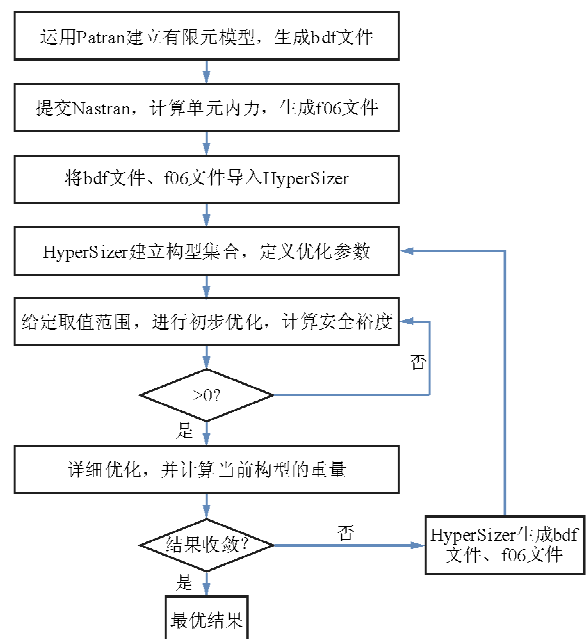 运用Patran建立有限元模型，生成bdf文件
提交Nastran，计算单元内力，生成f06文件
将bdf文件、f06文件导入HyperSizer
HyperSizer建立构型集合，定义优化参数
给定取值范围，进行初步优化，计算安全裕度
否
>0?
是
详细优化，并计算当前构型的重量
结果收敛?
否
HyperSizer生成bdf
文件、f06文件
是
最优结果